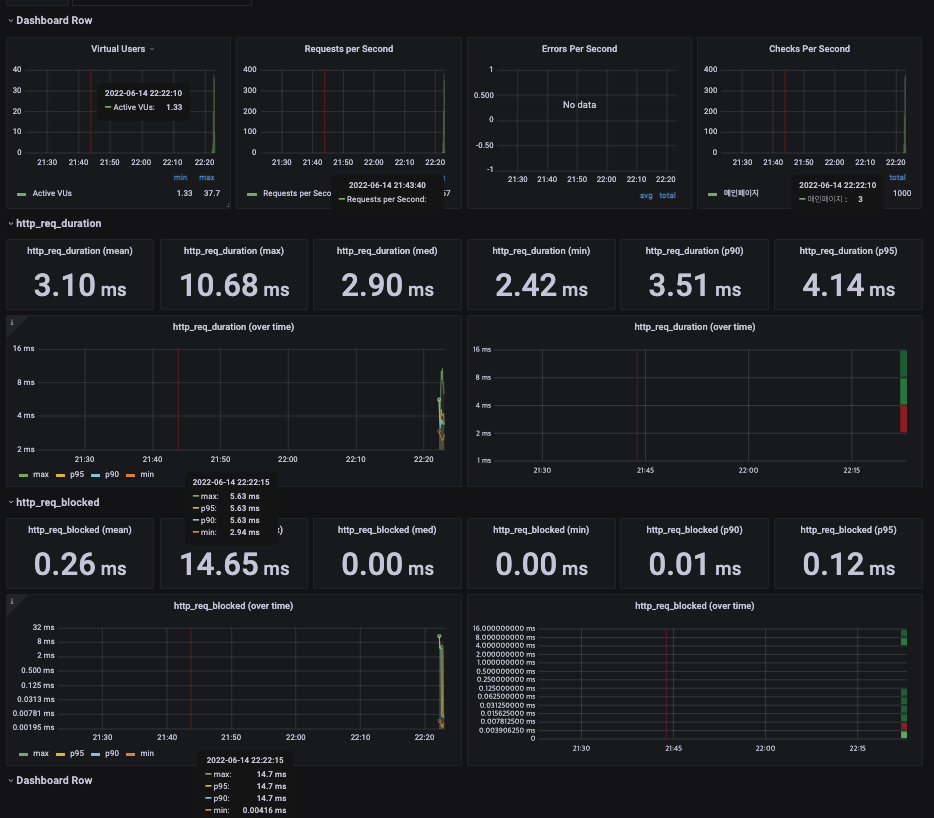 Dashboard Row
Virtual Users
40
30
20
10
0
21:30 21:40 21:50 22:00 22:10 22:20
2022-06-14 22:22:10
Active VUs: 1.33
min max
Active VUs 1.33 37.7
Requests per Second
400
300
200
100
0
21:30 21:40 21:50 22:00 22:10 22:20
Requests per Seco
2022-06-14 21:43:40
Requests per Second:
Errors Per Second
1
0.500
0
-0.50
-1
No data
21:30 21:40 21:50 22:00 22:10 22:20
avg total
Checks Per Second
400
300
200
100
0
21:30 21:40 21:50 22:00 22:10 22:20
total
메인페이지 1000
2022-06-14 22:22:10
메인페이지 : 3
http_req_duration
http_req_duration (mean)
3.10 ms
http_req_duration (max)
10.68 ms
http_req_duration (med)
2.90 ms
http_req_duration (min)
2.42 ms
http_req_duration (p90)
3.51 ms
http_req_duration (p95)
4.14 ms
http_req_duration (over time)
16 ms
8 ms
4 ms
2 ms
21:30 21:40 21:50 22:00 22:10 22:20
max p95 p90 min
2022-06-14 22:22:15
max: 5.63 ms
p95: 5.63 ms
p90: 5.63 ms
min: 2.94 ms
http_req_duration (over time)
16 ms
8 ms
4 ms
2 ms
1 ms
21:30 21:45 22:00 22:15
http_req_blocked
http_req_blocked (mean)
0.26 ms
14.65 ms
http_req_blocked (med)
0.00 ms
http_req_blocked (min)
0.00 ms
http_req_blocked (p90)
0.01 ms
http_req_blocked (p95)
0.12 ms
http_req_blocked (over time)
32 ms
8 ms
2 ms
0.500 ms
0.125 ms
0.0313 ms
0.00781 ms
0.00195 ms
21:30 21:40 21:50 22:00 22:10 22:20
max p95 p90 min
2022-06-14 22:22:15
max: 14.7 ms
p95: 14.7 ms
p90: 14.7 ms
min: 0.00416 ms
http_req_blocked (over time)
16.000000000 ms
8.000000000 ms
4.000000000 ms
2.000000000 ms
1.000000000 ms
0.500000000 ms
0.250000000 ms
0.125000000 ms
0.062500000 ms
0.031250000 ms
0.015625000 ms
0.007812500 ms
0.003906250 ms
0
21:30 21:45 22:00 22:15
Dashboard Row